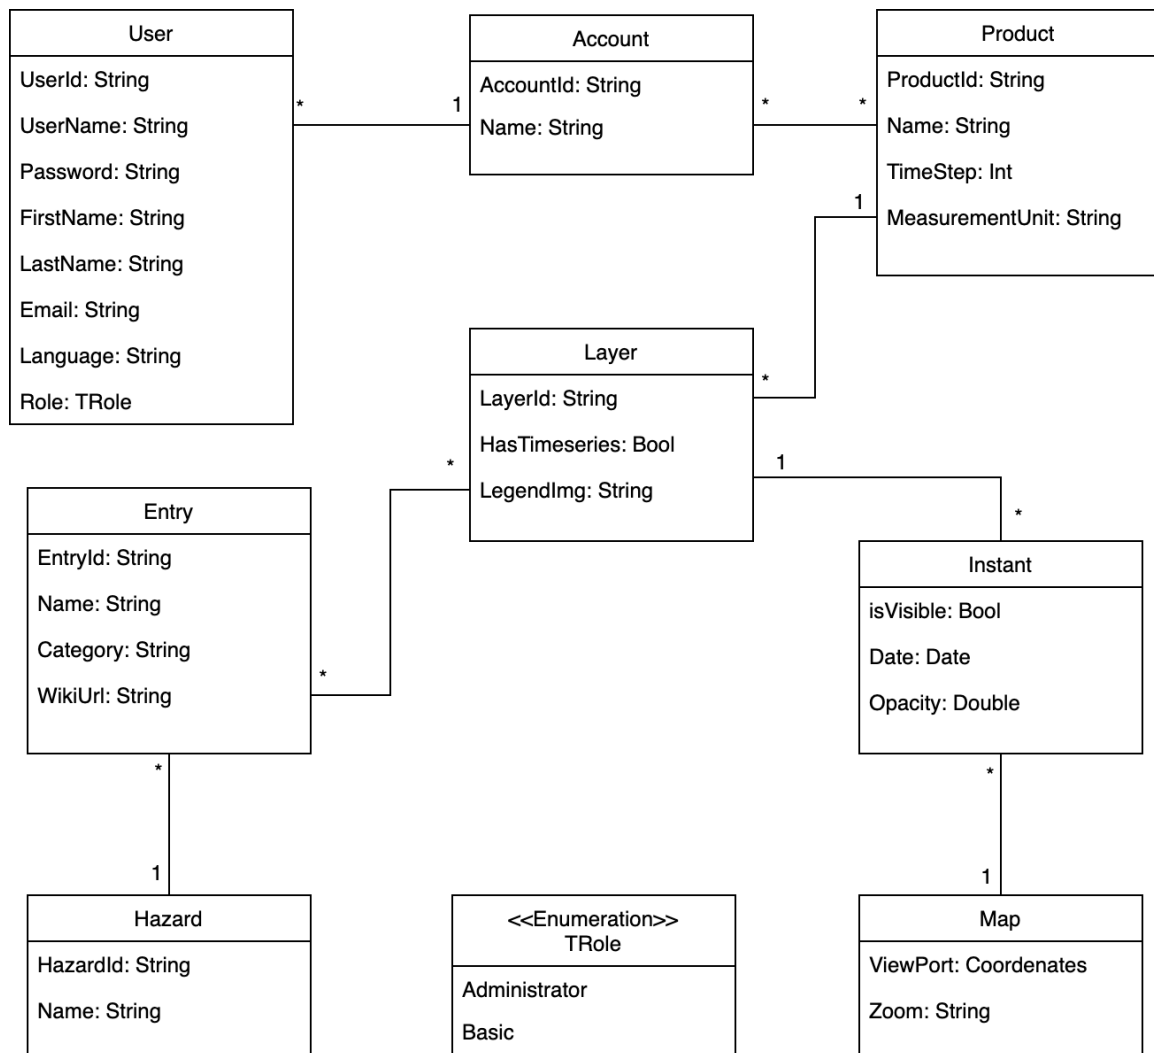 User
UserId: String
UserName: String
Password: String
FirstName: String
LastName: String
Email: String
Language: String
Role: TRole
*
1
Account
AccountId: String
Name: String
*
*
Product
ProductId: String
Name: String
TimeStep: Int
MeasurementUnit: String
1
*
Layer
LayerId: String
HasTimeseries: Bool
LegendImg: String
*
1
*
Entry
EntryId: String
Name: String
Category: String
WikiUrl: String
*
*
1
Instant
isVisible: Bool
Date: Date
Opacity: Double
*
1
Hazard
HazardId: String
Name: String
<<Enumeration>>
TRole
Administrator
Basic
Map
ViewPort: Coordenates
Zoom: String